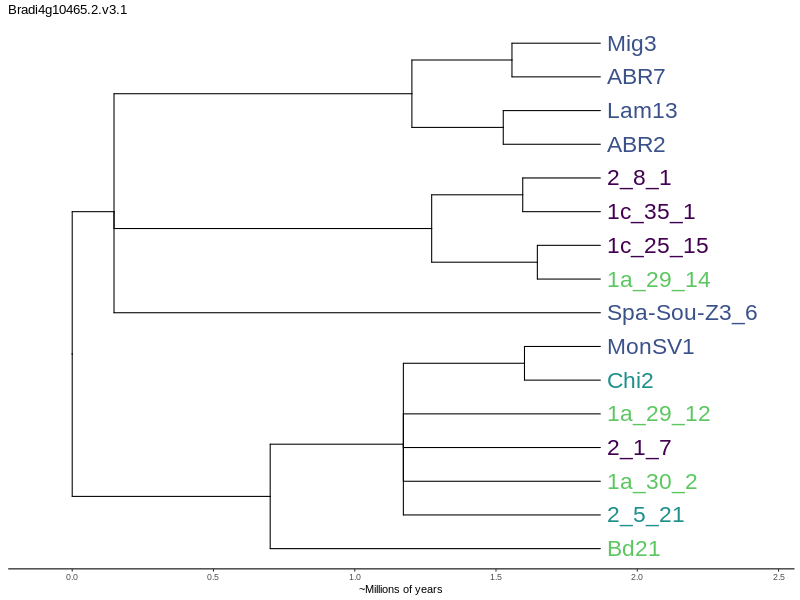 Bradi4g10465.2.v3.1
Mig3
ABR7
Lam13
ABR2
2_8_1
1c_35_1
1c_25_15
1a_29_14
Spa-Sou-Z3_6
MonSV1
Chi2
1a_29_12
2_1_7
1a_30_2
2_5_21
Bd21
0.0 0.5 1.0 1.5 2.0 2.5
~Millions of years